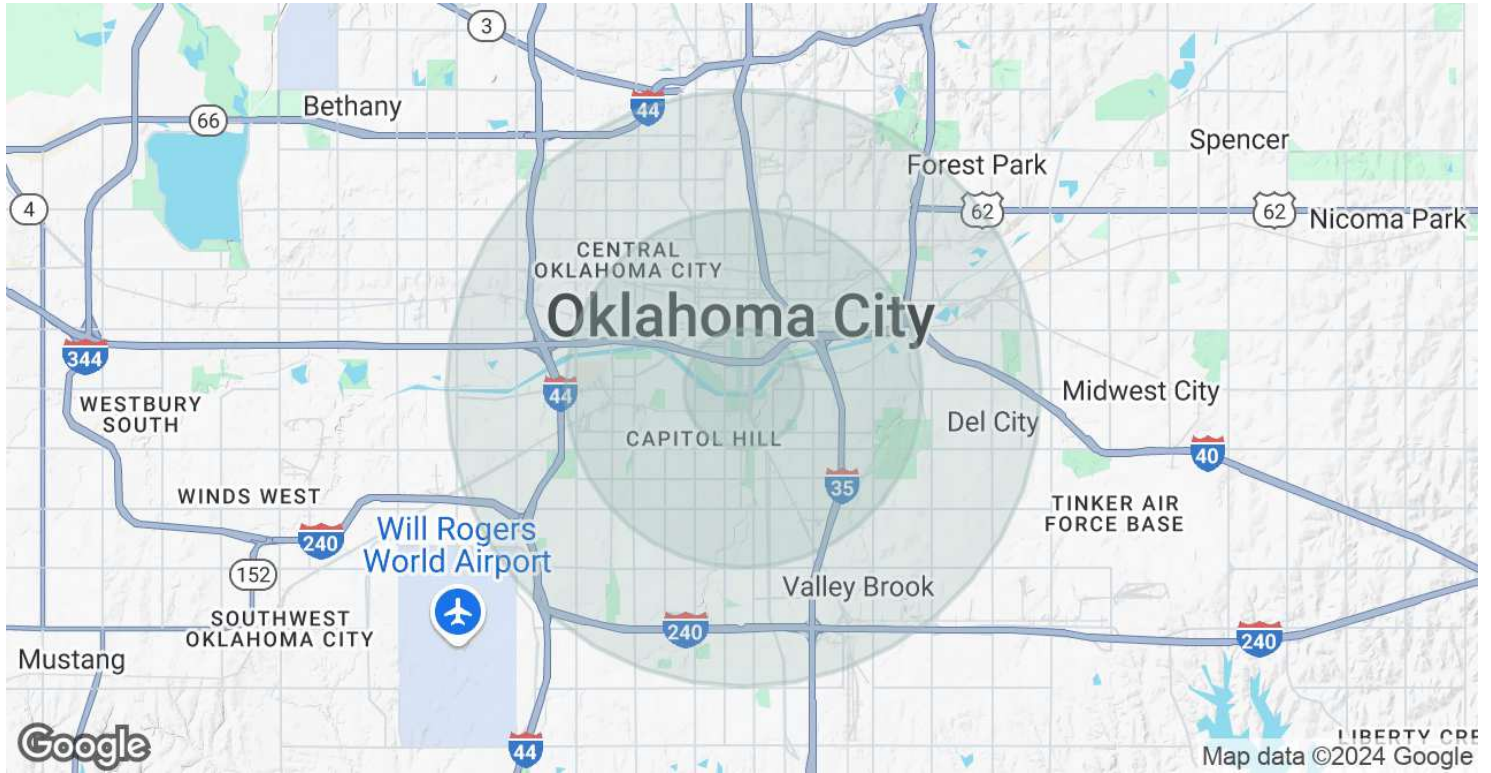 3
44
66
Bethany
Spencer
Forest Park
4
62
62
Nicoma Park
CENTRAL
OKLAHOMA CITY
Oklahoma City
344
44
WESTBURY
SOUTH
Midwest City
Del City
CAPITOL HILL
40
35
WINDS WEST
TINKER AIR
FORCE BASE
240
Will Rogers
World Airport
152
Valley Brook
SOUTHWEST
OKLAHOMA CITY
240
240
Mustang
Google
44
LIBERTY CRE
Map data ©2024 Google